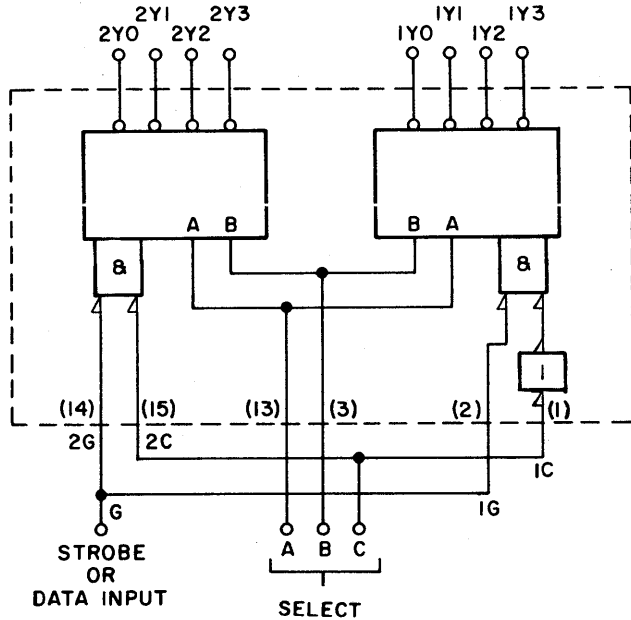 2Y0 2Y1 2Y2 2Y3 1Y0 1Y1 1Y2 1Y3
A B B A
& &
1
(14) (15) (13) (3) (2) (1)
2G 2C 1C
G 1G
STROBE A B C
OR
DATA INPUT
SELECT